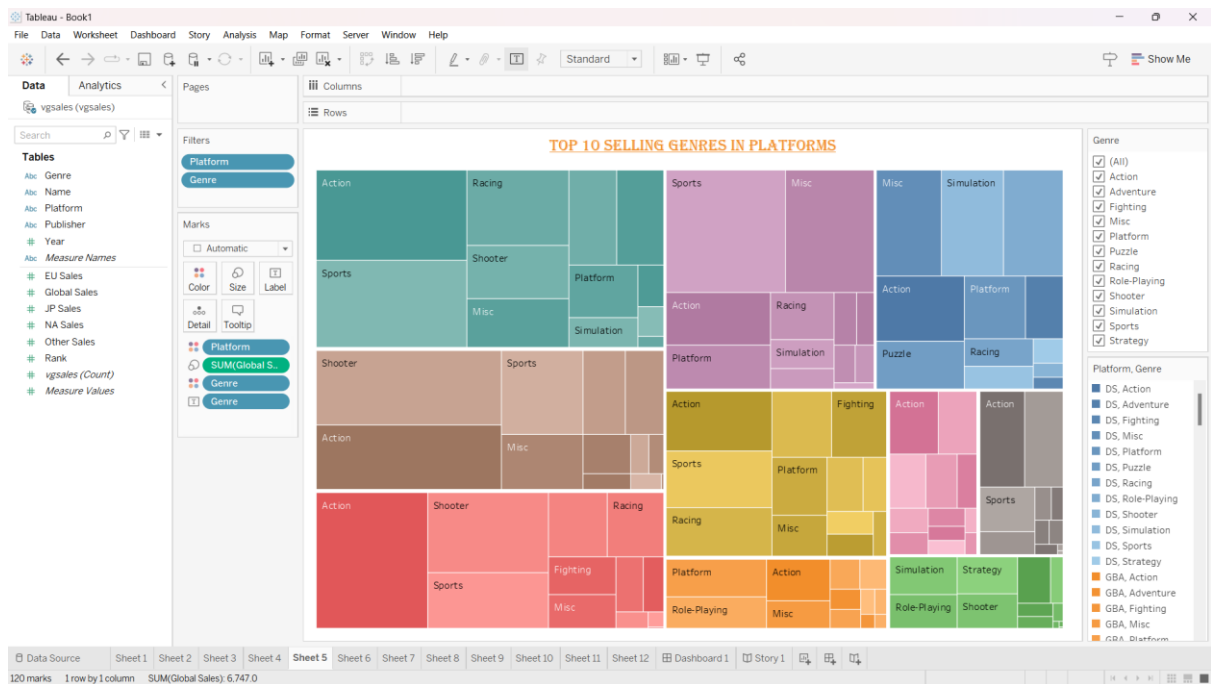 Tableau - Book1
File Data Worksheet Dashboard Story Analysis Map Format Server Window Help
Standard
Show Me
Data Analytics
vgsales (vgsales)
Search
Tables
Abc Genre
Abc Name
Abc Platform
Abc Publisher
# Year
Abc Measure Names
# EU Sales
# Global Sales
# JP Sales
# NA Sales
# Other Sales
# Rank
# vgsales (Count)
# Measure Values
Pages
Filters
Platform
Genre
Marks
Automatic
Color Size Label
Detail Tooltip
Platform
SUM(Global S..
Genre
Genre
Columns
Rows
TOP 10 SELLING GENRES IN PLATFORMS
Action Racing
Sports Shooter Platform
Misc Simulation
Sports Misc
Action Racing
Platform Simulation
Misc Simulation
Action Platform
Puzzle Racing
Shooter Sports
Action Misc
Action Fighting
Sports Platform
Racing Misc
Action
Action
Sports
Action Shooter Racing
Sports Fighting
Misc
Platform Action
Role-Playing Misc
Simulation Strategy
Role-Playing Shooter
Genre
(All)
Action
Adventure
Fighting
Misc
Platform
Puzzle
Racing
Role-Playing
Shooter
Simulation
Sports
Strategy
Platform, Genre
DS, Action
DS, Adventure
DS, Fighting
DS, Misc
DS, Platform
DS, Puzzle
DS, Racing
DS, Role-Playing
DS, Shooter
DS, Simulation
DS, Sports
DS, Strategy
GBA, Action
GBA, Adventure
GBA, Fighting
GBA, Misc
GBA, Platform
Data Source Sheet 1 Sheet 2 Sheet 3 Sheet 4 Sheet 5 Sheet 6 Sheet 7 Sheet 8 Sheet 9 Sheet 10 Sheet 11 Sheet 12 Dashboard 1 Story 1
120 marks 1 row by 1 column SUM(Global Sales): 6,747.0